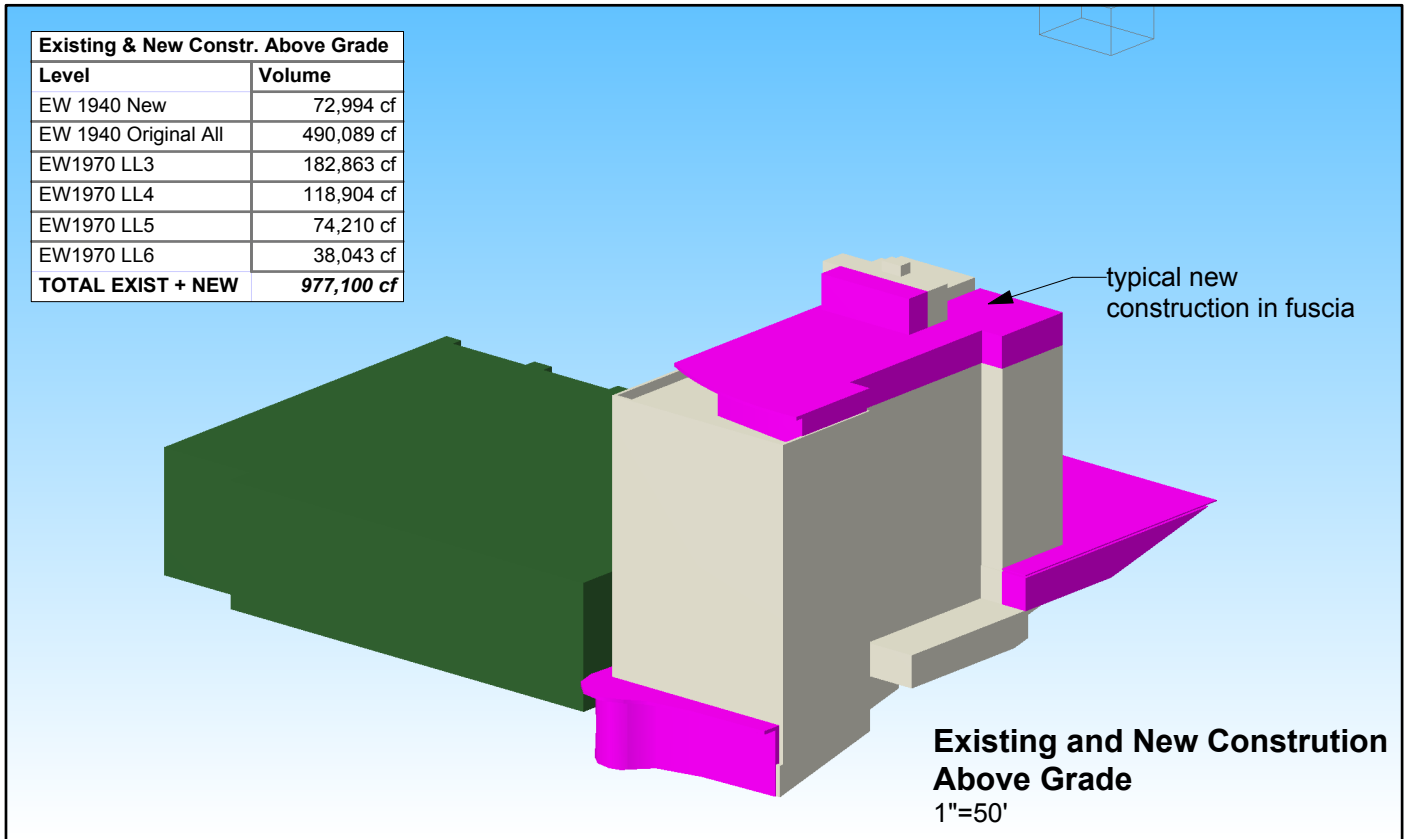 Existing & New Constr. Above Grade
Level Volume
EW 1940 New 72,994 cf
EW 1940 Original All 490,089 cf
EW1970 LL3 182,863 cf
EW1970 LL4 118,904 cf
EW1970 LL5 74,210 cf
EW1970 LL6 38,043 cf
TOTAL EXIST + NEW 977,100 cf
typical new
construction in fuscia
Existing and New Constrution
Above Grade
1"=50'